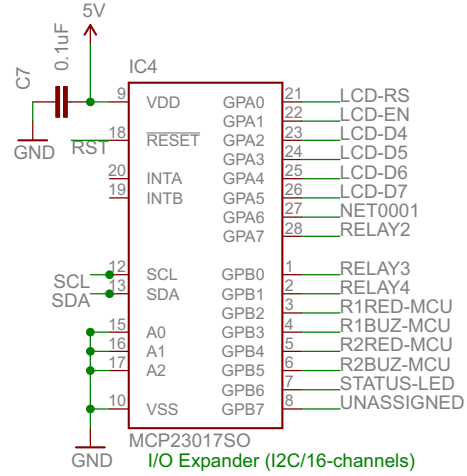 5V
C7
0.1uF
IC4
GND
RST
9 VDD GPA0 21 LCD-RS
GPA1 22 LCD-EN
18 RESET GPA2 23 LCD-D4
GPA3 24 LCD-D5
20 INTA GPA4 25 LCD-D6
19 INTB GPA5 26 LCD-D7
GPA6 27 NET0001
GPA7 28 RELAY2
SCL 12 SCL GPB0 1 RELAY3
SDA 13 SDA GPB1 2 RELAY4
GPB2 3 R1RED-MCU
15 A0 GPB3 4 R1BUZ-MCU
16 A1 GPB4 5 R2RED-MCU
17 A2 GPB5 6 R2BUZ-MCU
GPB6 7 STATUS-LED
10 VSS GPB7 8 UNASSIGNED
MCP23017SO
GND
I/O Expander (I2C/16-channels)